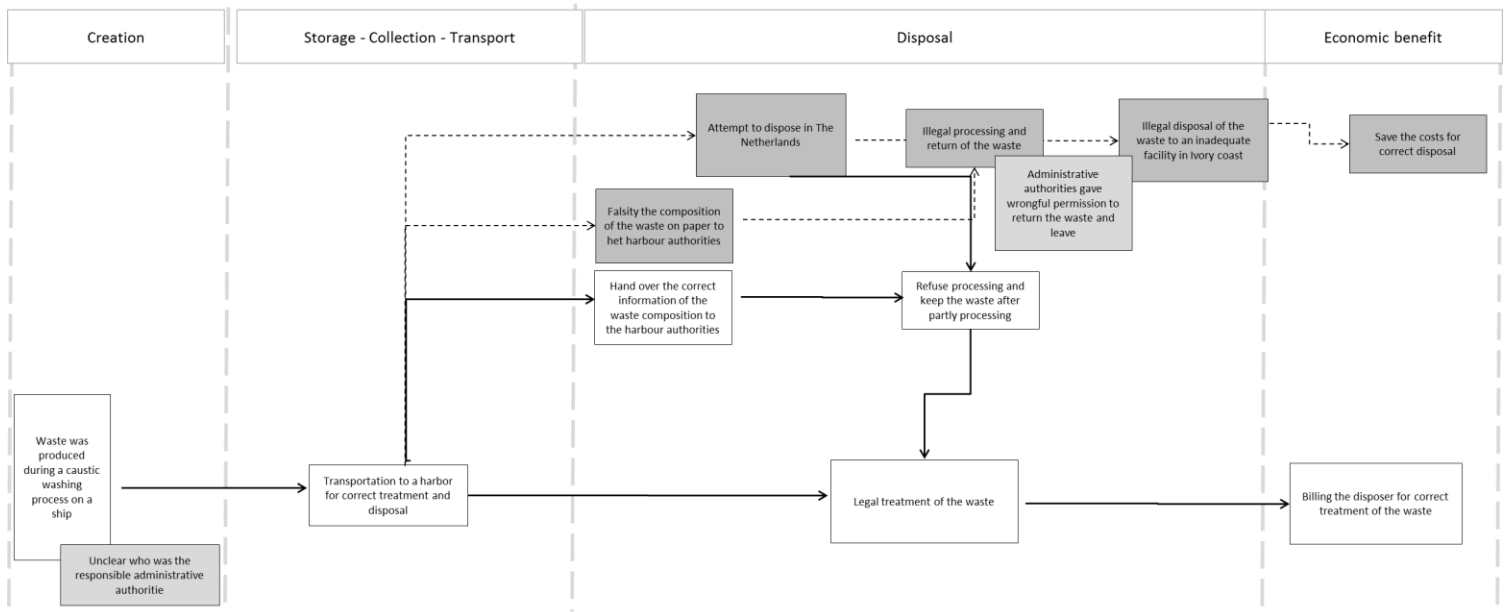 Creation
Storage - Collection - Transport
Disposal
Economic benefit
Attempt to dispose in The
Netherlands
Illegal processing and
return of the waste
Illegal disposal of the
waste to an inadequate
facility in Ivory coast
Save the costs for
correct disposal
Administrative
authorities gave
wrongful permission to
return the waste and
leave
Falsity the composition
of the waste on paper to
het harbour authorities
Hand over the correct
information of the
waste composition to
the harbour authorities
Refuse processing and
keep the waste after
partly processing
Waste was
produced
during a caustic
washing
process on a
ship
Unclear who was the
responsible administrative
authoritie
Transportation to a harbor
for correct treatment and
disposal
Legal treatment of the waste
Billing the disposer for correct
treatment of the waste